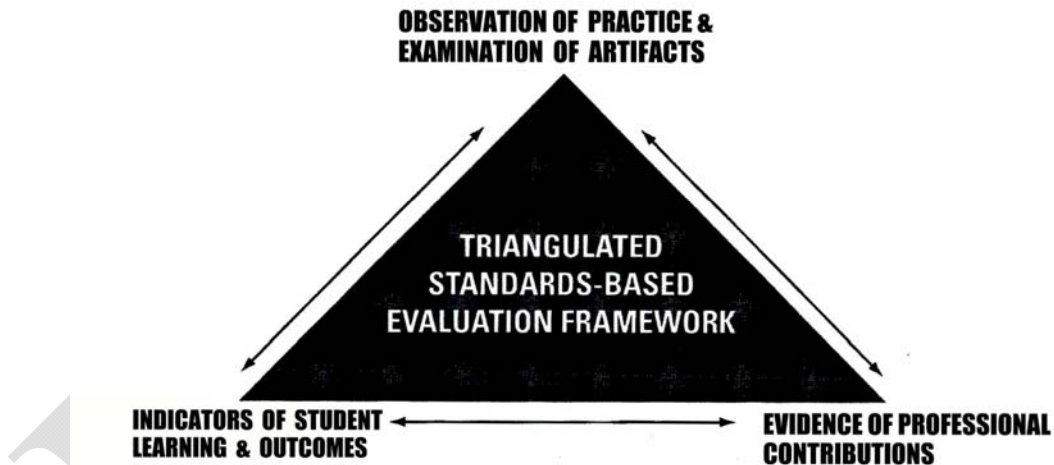 OBSERVATION OF PRACTICE &
EXAMINATION OF ARTIFACTS
TRIANGULATED
STANDARDS-BASED
EVALUATION FRAMEWORK
INDICATORS OF STUDENT
LEARNING & OUTCOMES
EVIDENCE OF PROFESSIONAL
CONTRIBUTIONS